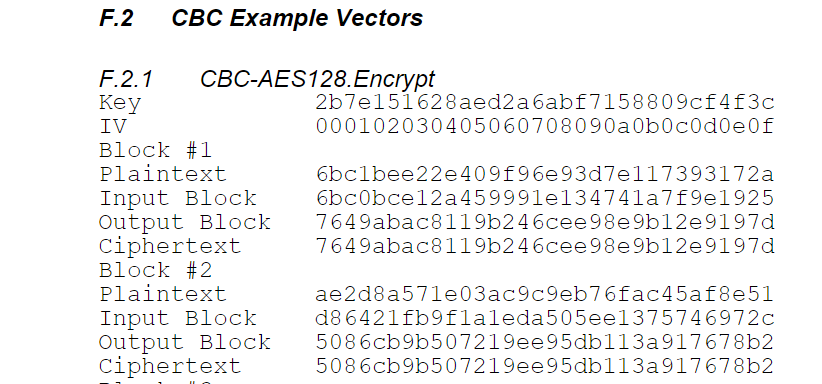 F.2 CBC Example Vectors
F.2.1 CBC-AES128.Encrypt
Key 2b7e151628aed2a6abf7158809cf4f3c
IV 000102030405060708090a0b0c0d0e0f
Block #1
Plaintext 6bc1bee22e409f96e93d7e117393172a
Input Block 6bc0bce12a459991e134741a7f9e1925
Output Block 7649abac8119b246cee98e9b12e9197d
Ciphertext 7649abac8119b246cee98e9b12e9197d
Block #2
Plaintext ae2d8a571e03ac9c9eb76fac45af8e51
Input Block d86421fb9f1a1eda505ee1375746972c
Output Block 5086cb9b507219ee95db113a917678b2
Ciphertext 5086cb9b507219ee95db113a917678b2